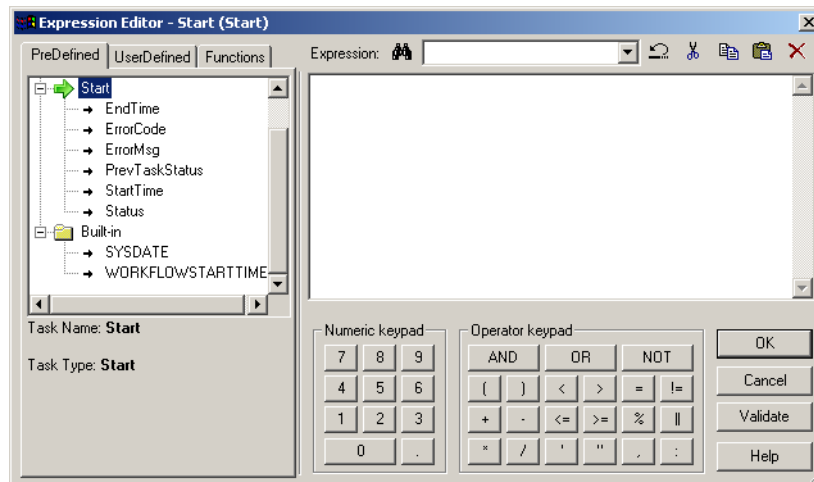 Expression Editor - Start (Start)
PreDefined UserDefined Functions
Expression:
Start
EndTime
ErrorCode
ErrorMsg
PrevTaskStatus
StartTime
Status
Built-in
SYSDATE
WORKFLOWSTARTTIME
Task Name: Start
Task Type: Start
Numeric keypad
7 8 9
4 5 6
1 2 3
0 .
Operator keypad
AND OR NOT
( ) < > = !=
+ - <= >= % ||
* / ' " , :
OK
Cancel
Validate
Help